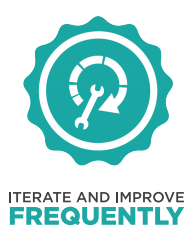 ITERATE AND IMPROVE
FREQUENTLY